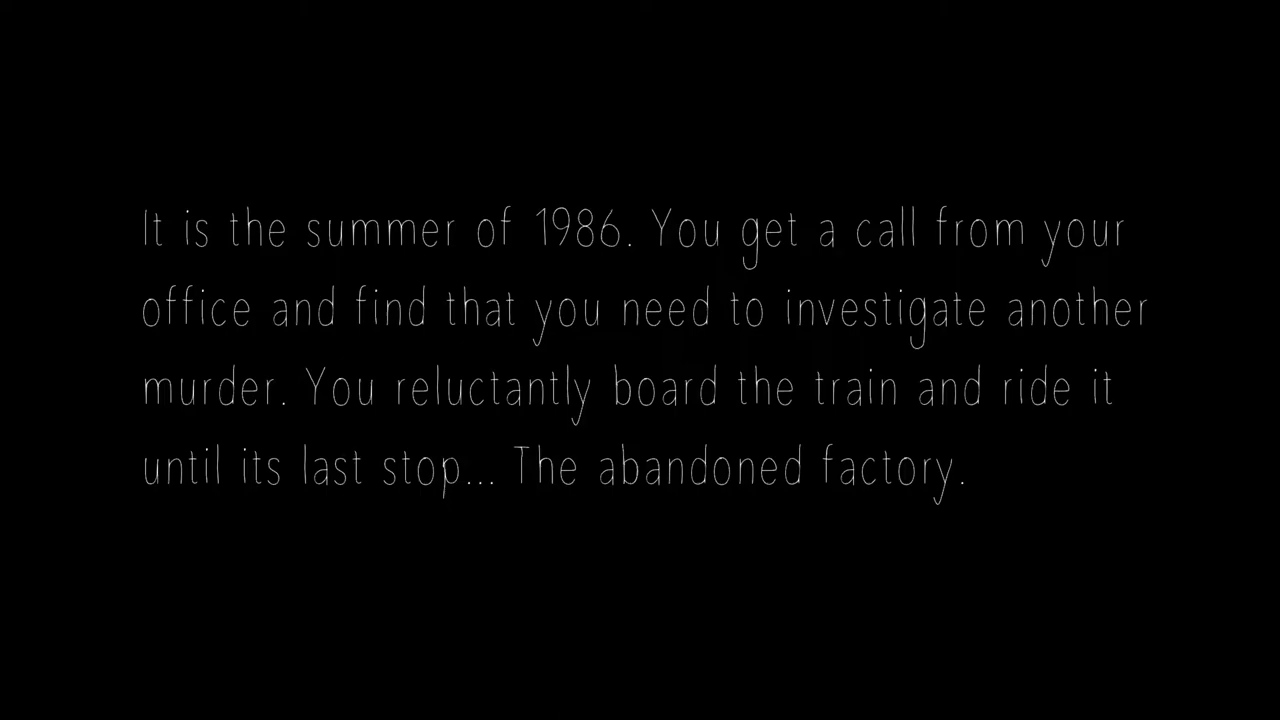 It is the summer of 1986. You get a call from your
office and find that you need to investigate another
murder. You reluctantly board the train and ride it
until its last stop... The abandoned factory.